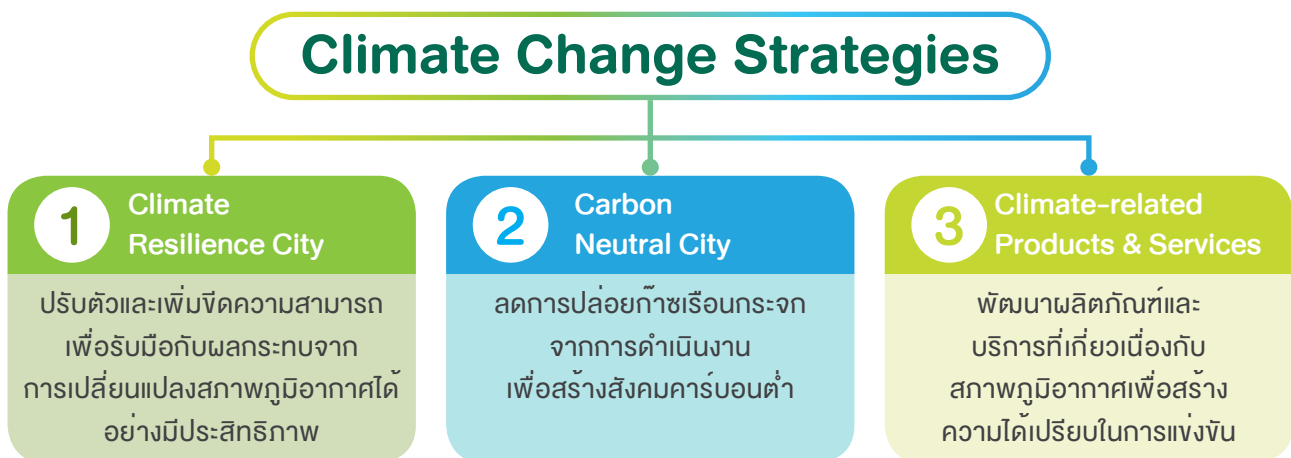 Climate Change Strategies
1
Climate
Resilience City
ปรับตัวและเพิ่มขีดความสามารถ
เพื่อรับมือกับผลกระทบจาก
การเปลี่ยนแปลงสภาพภูมิอากาศได้
อย่างมีประสิทธิภาพ
2
Carbon
Neutral City
ลดการปล่อยก๊าซเรือนกระจก
จากการดำเนินงาน
เพื่อสร้างสังคมคาร์บอนต่ำ
3
Climate-related
Products & Services
พัฒนาผลิตภัณฑ์และ
บริการที่เกี่ยวเนื่องกับ
สภาพภูมิอากาศเพื่อสร้าง
ความได้เปรียบในการแข่งขัน